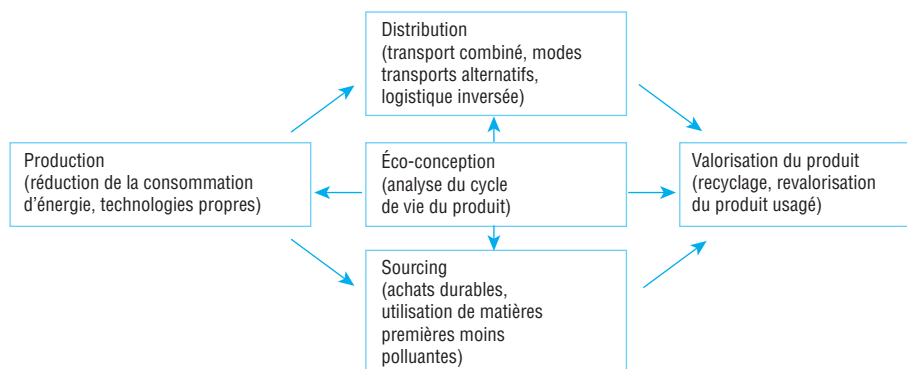 Distribution
(transport combiné, modes
transports alternatifs,
logistique inversée)
Production
(réduction de la consommation
d'énergie, technologies propres)
Éco-conception
(analyse du cycle
de vie du produit)
Valorisation du produit
(recyclage, revalorisation
du produit usagé)
Sourcing
(achats durables,
utilisation de matières
premières moins
polluantes)